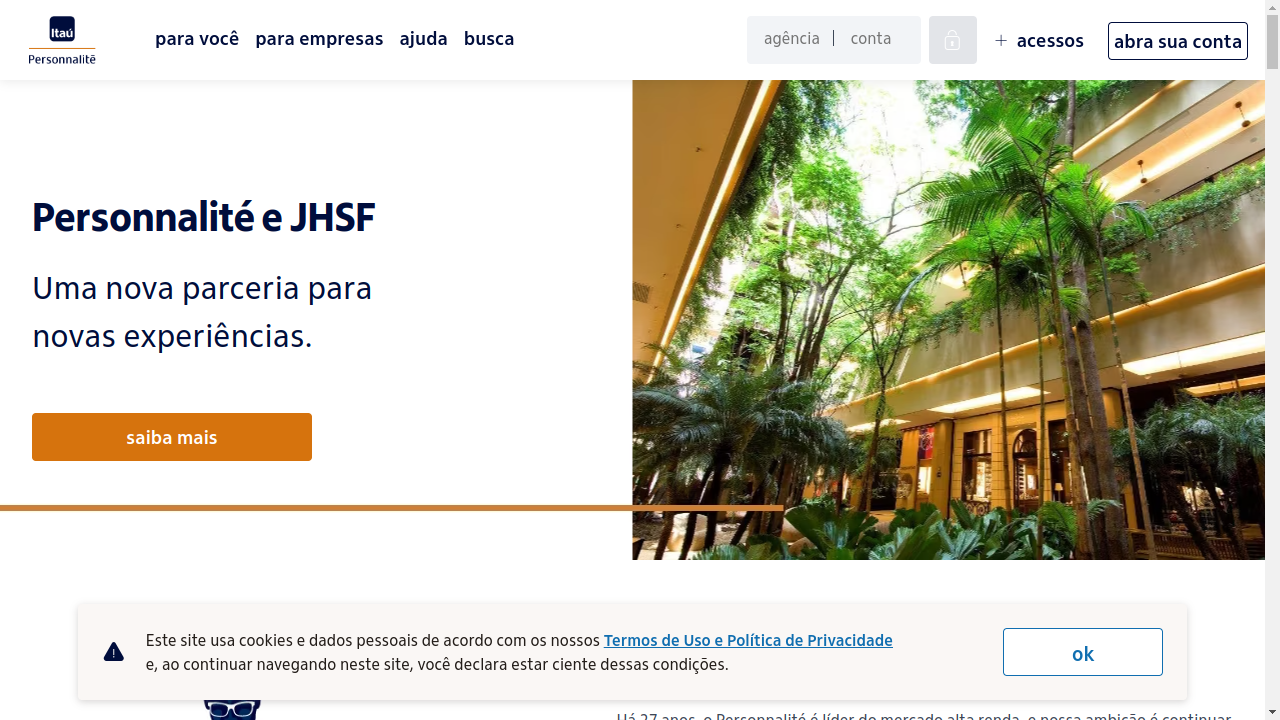 Itaú
Personnalité
para você para empresas ajuda busca
agência conta
acessos
abra sua conta
Personnalité e JHSF
Uma nova parceria para
novas experiências.
saiba mais
Este site usa cookies e dados pessoais de acordo com os nossos Termos de Uso e Política de Privacidade
e, ao continuar navegando neste site, você declara estar ciente dessas condições.
ok
Há 27 anos, o Personnalité é líder do mercado alta renda, e nossa ambição é continuar